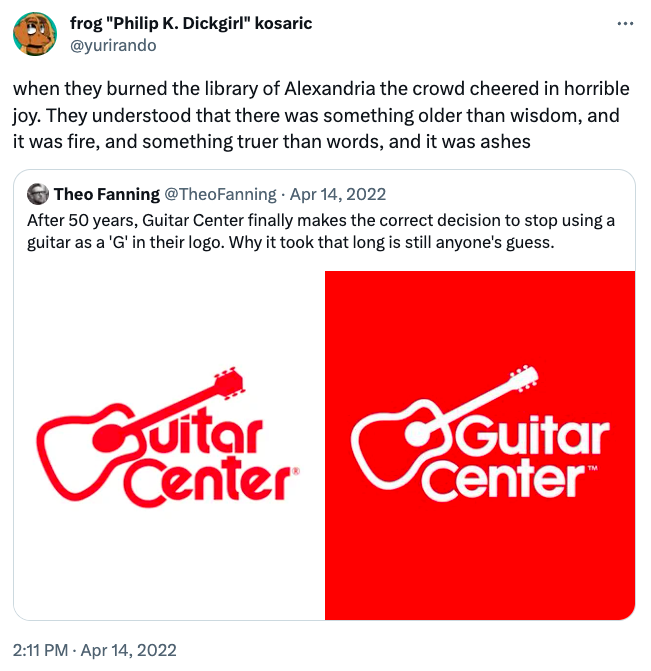 frog "Philip K. Dickgirl" kosaric
@yurirando
when they burned the library of Alexandria the crowd cheered in horrible
joy. They understood that there was something older than wisdom, and
it was fire, and something truer than words, and it was ashes
Theo Fanning @TheoFanning · Apr 14, 2022
After 50 years, Guitar Center finally makes the correct decision to stop using a
guitar as a 'G' in their logo. Why it took that long is still anyone's guess.
uitar
Center®
Guitar
Center™
2:11 PM · Apr 14, 2022